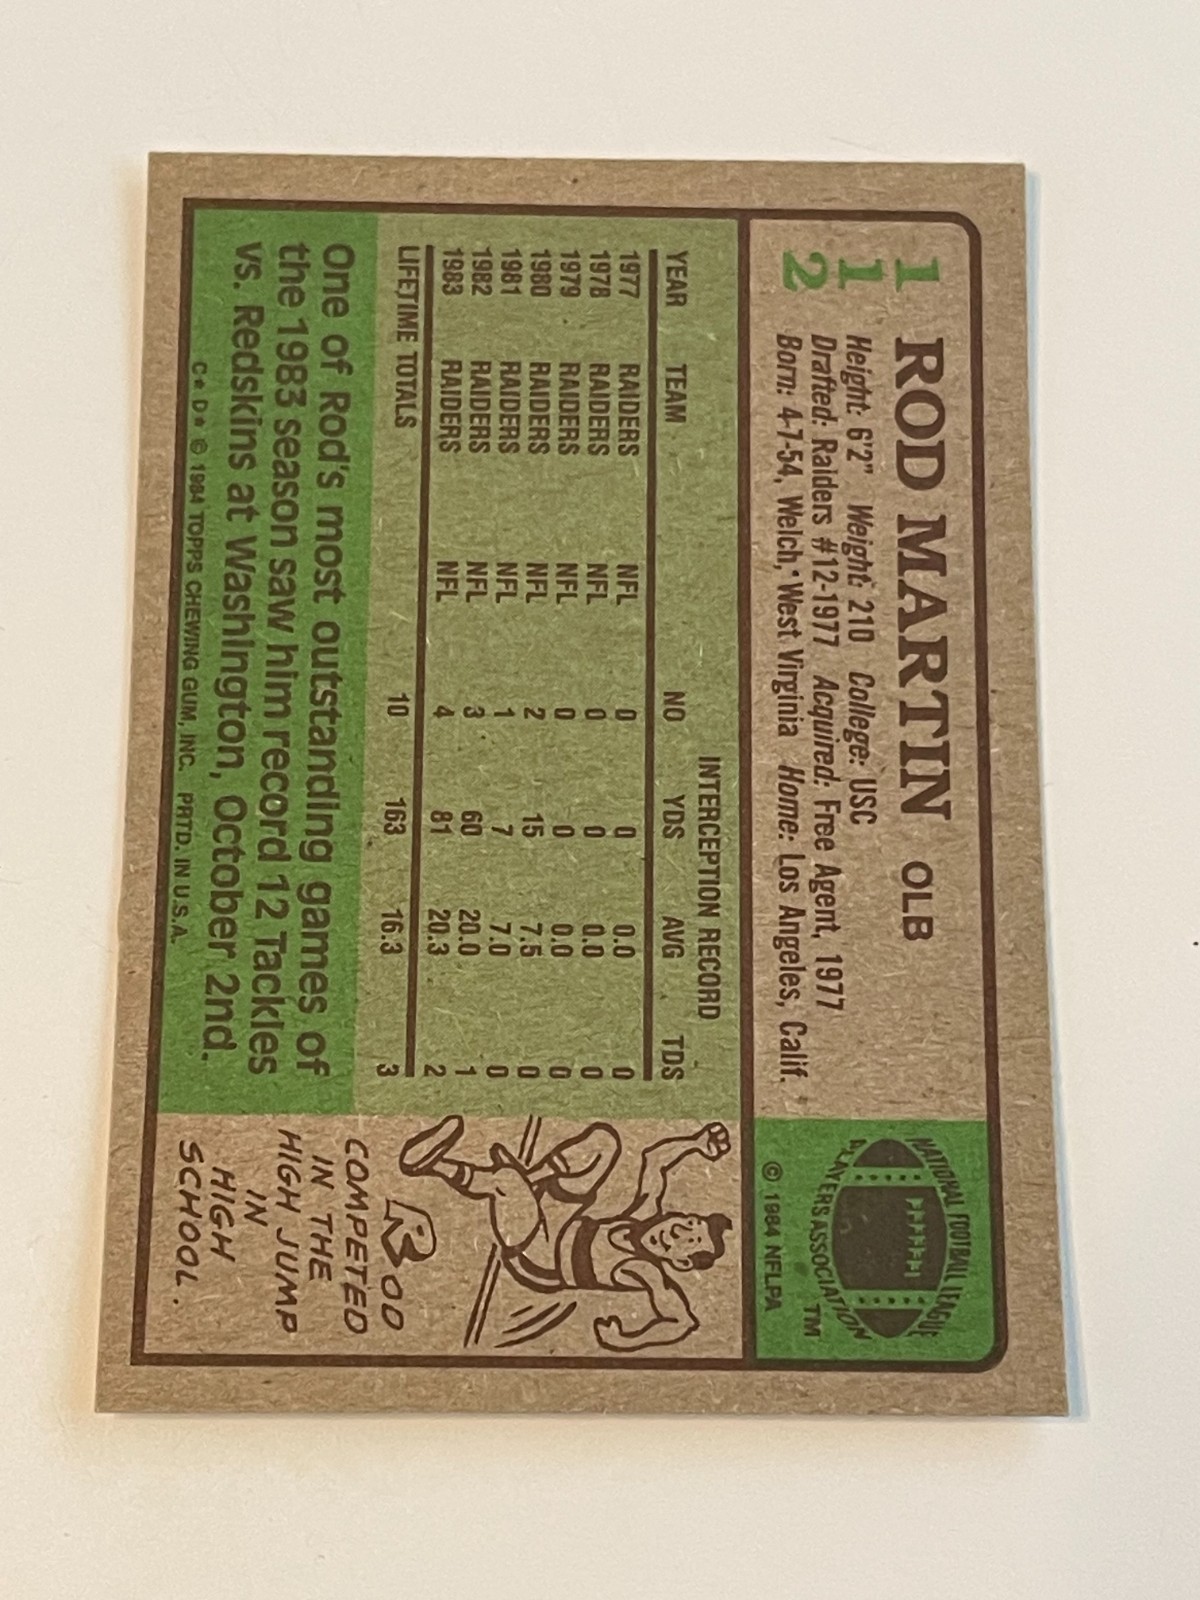 1
1
2
ROD MARTIN OLB
Height: 6'2" Weight: 210 College: USC
Drafted: Raiders #12-1977 Acquired: Free Agent, 1977
Born: 4-7-54, Welch, West Virginia Home: Los Angeles, Calif.
NATIONAL FOOTBALL LEAGUE
PLAYERS ASSOCIATION TM
© 1984 NFLPA
INTERCEPTION RECORD
YEAR TEAM NO YDS AVG TDS
1977 RAIDERS NFL 0 0 0.0 0
1978 RAIDERS NFL 0 0 0.0 0
1979 RAIDERS NFL 0 0 0.0 0
1980 RAIDERS NFL 2 15 7.5 0
1981 RAIDERS NFL 1 7 7.0 0
1982 RAIDERS NFL 3 60 20.0 1
1983 RAIDERS NFL 4 81 20.3 2
LIFETIME TOTALS 10 163 16.3 3
One of Rod's most outstanding games of
the 1983 season saw him record 12 Tackles
vs. Redskins at Washington, October 2nd.
C* D* © 1984 TOPPS CHEWING GUM, INC. PRTD. IN U.S.A.
ROD
COMPETED
IN THE
HIGH JUMP
IN
HIGH
SCHOOL.